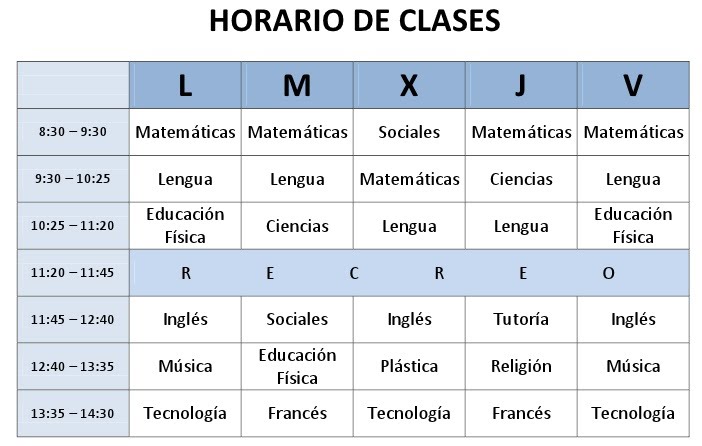 HORARIO DE CLASES
L M X J V
8:30 – 9:30 Matemáticas Matemáticas Sociales Matemáticas Matemáticas
9:30 – 10:25 Lengua Lengua Matemáticas Ciencias Lengua
10:25 – 11:20 Educación Física Ciencias Lengua Lengua Educación Física
11:20 – 11:45 R E C R E O
11:45 – 12:40 Inglés Sociales Inglés Tutoría Inglés
12:40 – 13:35 Música Educación Física Plástica Religión Música
13:35 – 14:30 Tecnología Francés Tecnología Francés Tecnología